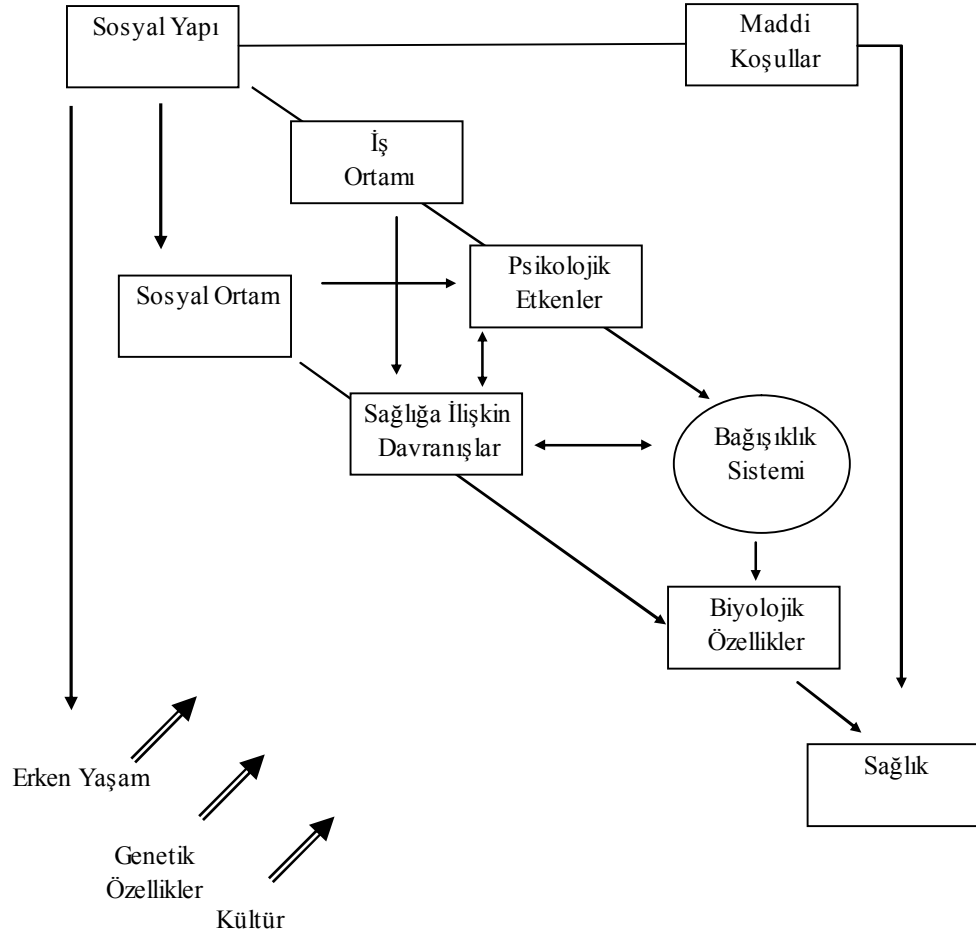 Sosyal Yapı
Maddi
Koşullar
İş
Ortamı
Psikolojik
Etkenler
Sosyal Ortam
Sağlığa İlişkin
Davranışlar
Bağışıklık
Sistemi
Biyolojik
Özellikler
Sağlık
Erken Yaşam
Genetik
Özellikler
Kültür